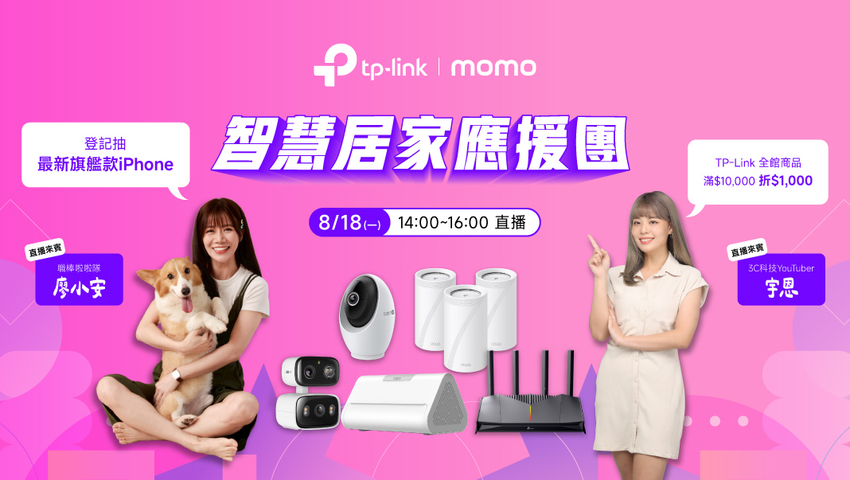 tp-link | momo
智慧居家應援團
登記抽
最新旗艦款iPhone
TP-Link 全館商品
滿$10,000 折$1,000
8/18(一) 14:00~16:00 直播
直播來賓
職棒啦啦隊
廖小安
直播來賓
3C科技YouTuber
宇恩
momo